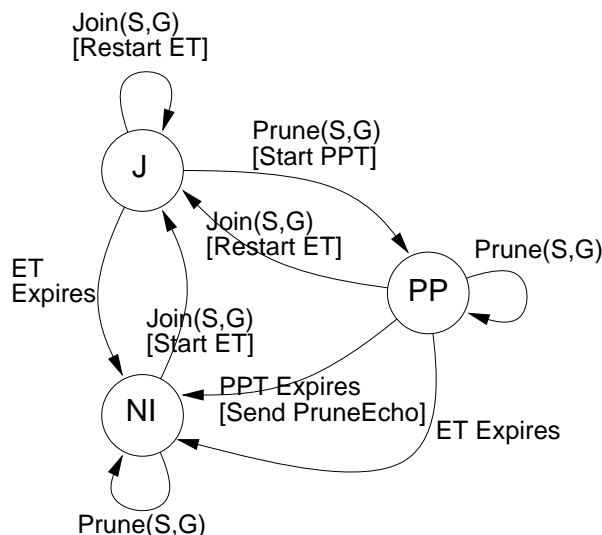 Join(S,G)
[Restart ET]
Prune(S,G)
[Start PPT]
J
Join(S,G)
[Restart ET]
Prune(S,G)
ET
Expires
PP
Join(S,G)
[Start ET]
PPT Expires
[Send PruneEcho]
NI
ET Expires
Prune(S,G)